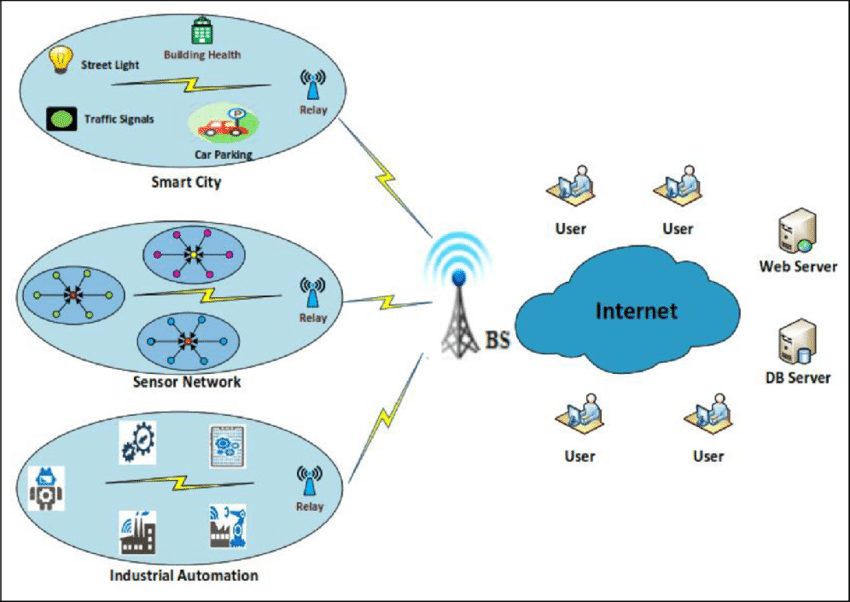 Building Health
Street Light
Relay
Traffic Signals
P
Car Parking
Smart City
User
User
Web Server
Relay
Internet
BS
Sensor Network
DB Server
User
User
Relay
Industrial Automation